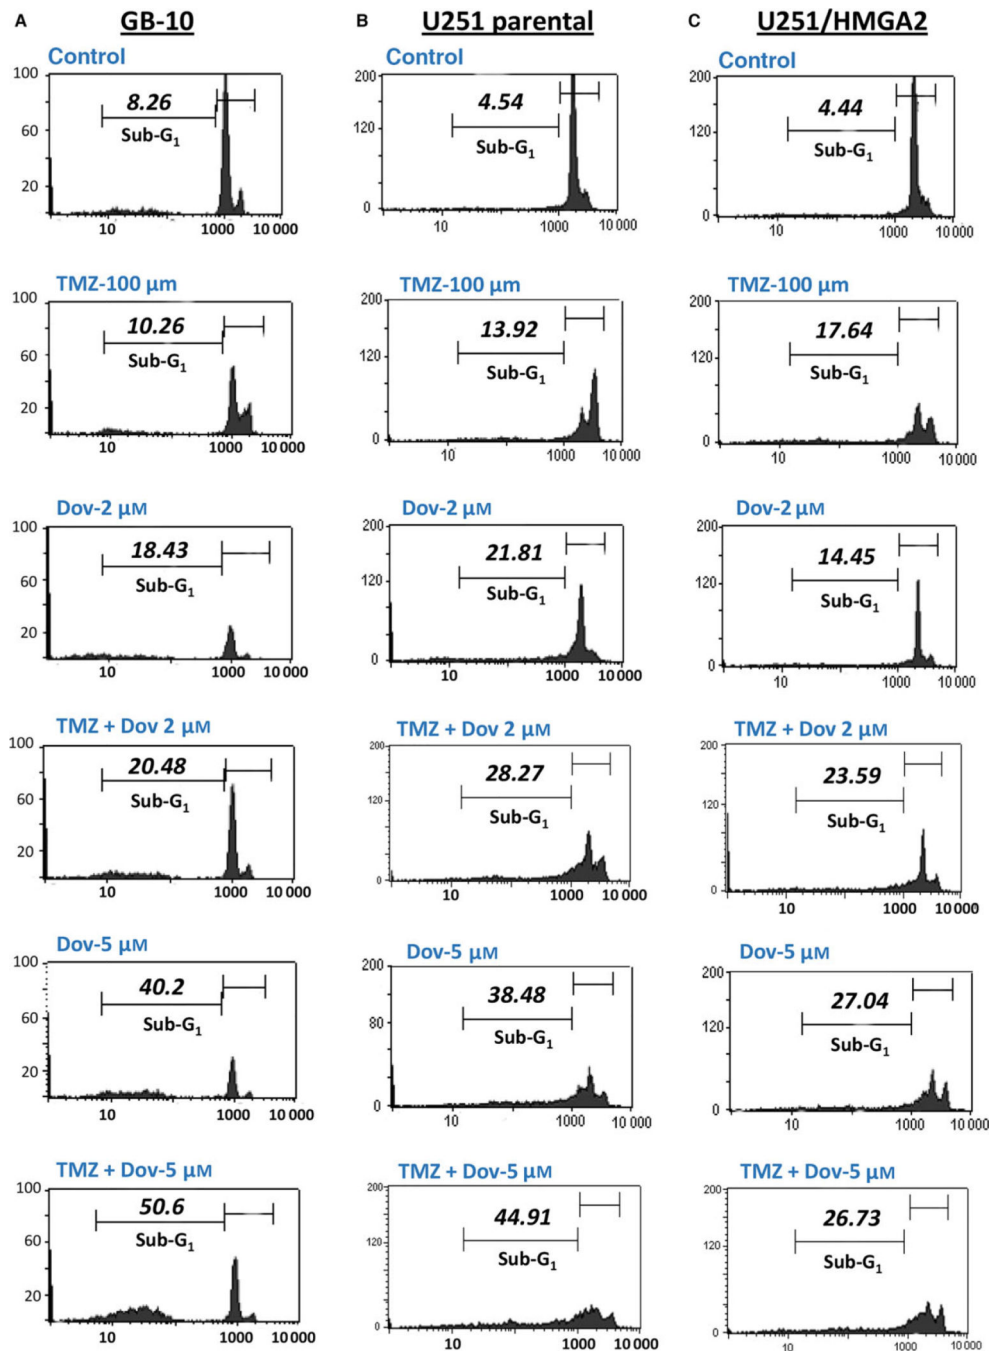 A GB-10
B U251 parental
C U251/HMGA2
Control
100
80
60
40
20
8.26
Sub-G₁
10 1000 10 000
Control
200
120
0
4.54
Sub-G₁
10 1000 10 000
Control
200
120
0
4.44
Sub-G₁
10 1000 10 000
TMZ-100 µm
100
80
60
20
10.26
Sub-G₁
10 1000 10 000
TMZ-100 µm
200
120
0
13.92
Sub-G₁
10 1000 10 000
TMZ-100 µm
200
120
0
17.64
Sub-G₁
10 1000 10 000
Dov-2 µM
100
80
60
20
18.43
Sub-G₁
10 1000 10 000
Dov-2 µM
200
120
0
21.81
Sub-G₁
10 1000 10 000
Dov-2 µM
200
120
0
14.45
Sub-G₁
10 1000 10 000
TMZ + Dov 2 µM
100
80
60
20
20.48
Sub-G₁
10 1000 10 000
TMZ + Dov 2 µM
200
120
0
28.27
Sub-G₁
10 1000 10 000
TMZ + Dov 2 µM
200
120
0
23.59
Sub-G₁
10 1000 10 000
Dov-5 µM
100
60
20
40.2
Sub-G₁
10 1000 10 000
Dov-5 µM
200
80
0
38.48
Sub-G₁
10 1000 10 000
Dov-5 µM
200
120
0
27.04
Sub-G₁
10 1000 10 000
TMZ + Dov-5 µM
100
60
20
50.6
Sub-G₁
10 1000 10 000
TMZ + Dov-5 µM
200
120
0
44.91
Sub-G₁
10 1000 10 000
TMZ + Dov-5 µM
200
120
0
26.73
Sub-G₁
10 1000 10 000